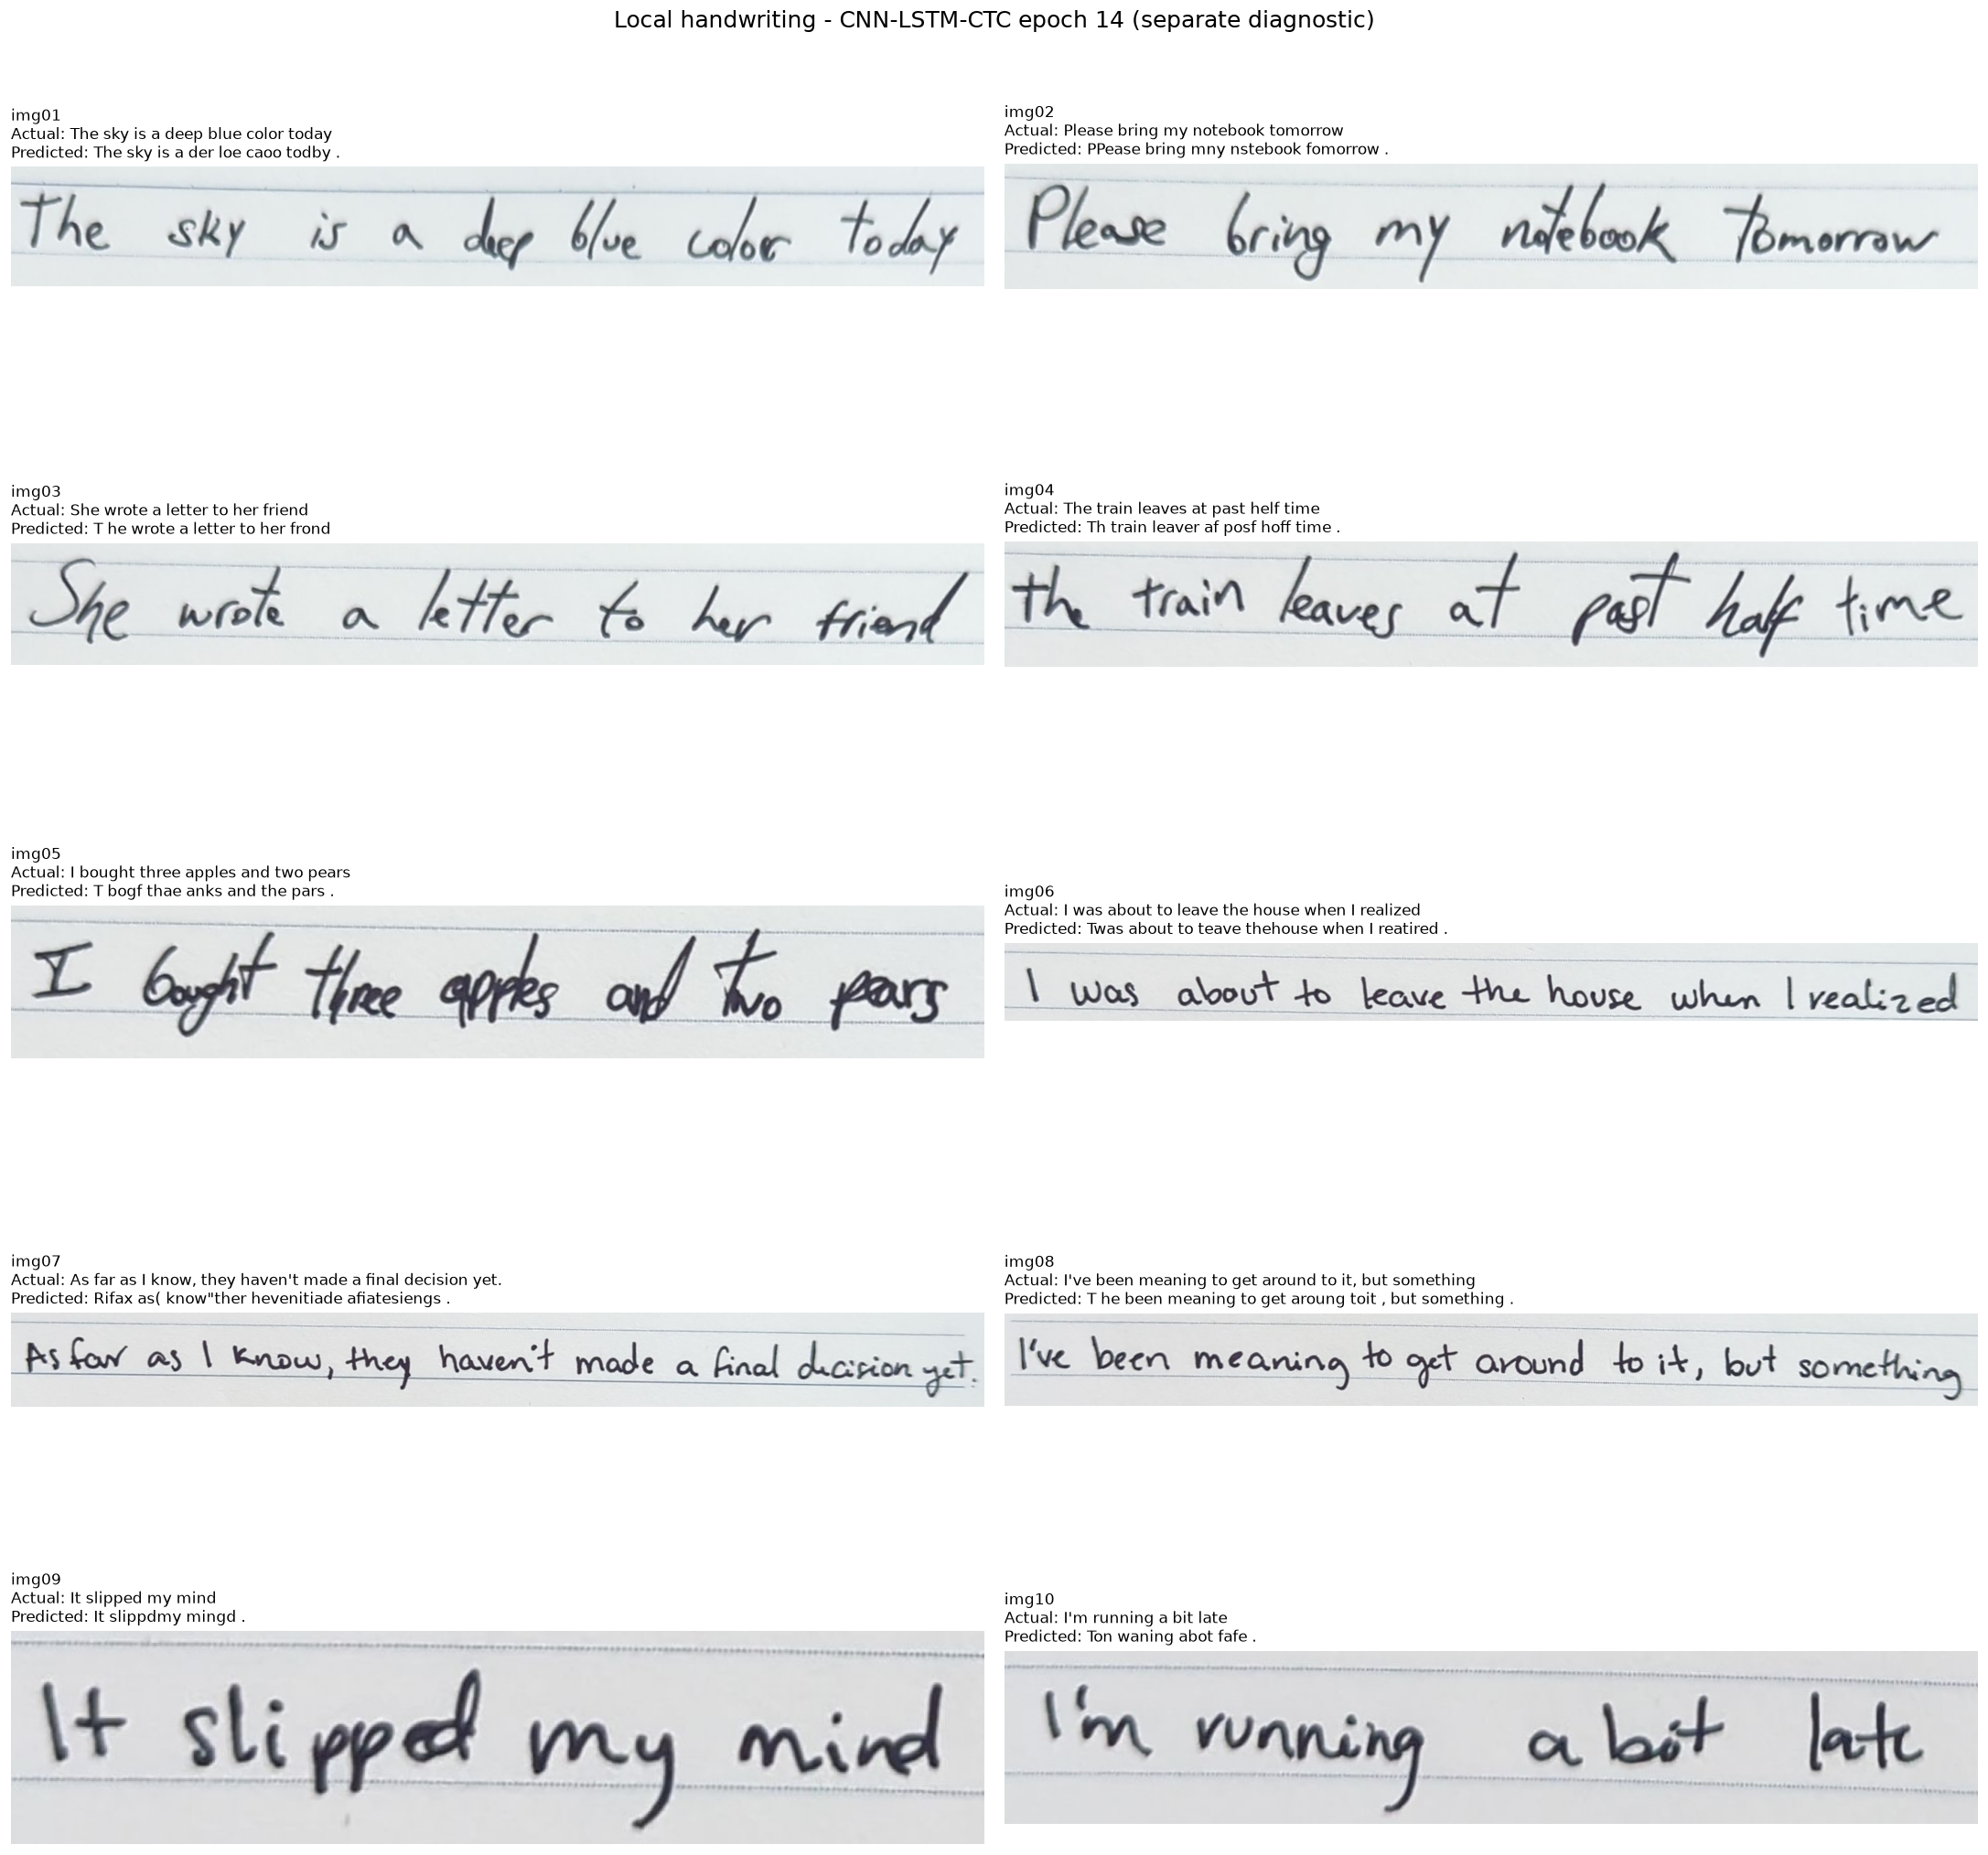 Local handwriting - CNN-LSTM-CTC epoch 14 (separate diagnostic)
img01
Actual: The sky is a deep blue color today
Predicted: The sky is a der loe caoo todby .
The sky is a deep blue color today
img02
Actual: Please bring my notebook tomorrow
Predicted: PPease bring mny nstebook fomorrow .
Please bring my notebook tomorrow
img03
Actual: She wrote a letter to her friend
Predicted: T he wrote a letter to her frond
She wrote a letter to her friend
img04
Actual: The train leaves at past helf time
Predicted: Th train leaver af posf hoff time .
the train leaves at past half time
img05
Actual: I bought three apples and two pears
Predicted: T bogf thae anks and the pars .
I bought three apples and two pears
img06
Actual: I was about to leave the house when I realized
Predicted: Twas about to teave thehouse when I reatired .
I was about to leave the house when I realized
img07
Actual: As far as I know, they haven't made a final decision yet.
Predicted: Rifax as( know"ther hevenitiade afiatesiengs .
As far as I know, they haven't made a final decision yet.
img08
Actual: I've been meaning to get around to it, but something
Predicted: T he been meaning to get aroung toit , but something .
I've been meaning to get around to it, but something
img09
Actual: It slipped my mind
Predicted: It slippdmy mingd .
It slipped my mind
img10
Actual: I'm running a bit late
Predicted: Ton waning abot fafe .
I'm running a bit late